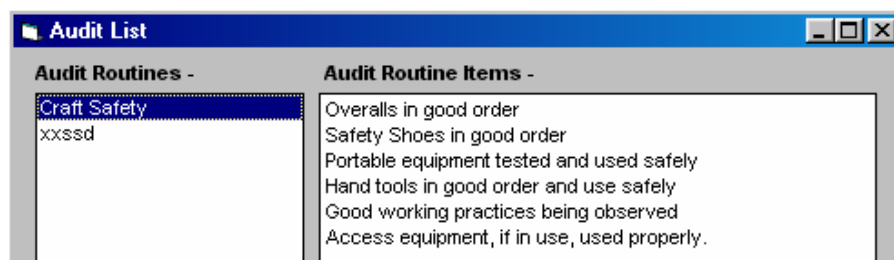 Audit List
Audit Routines -
Craft Safety
xxssd
Audit Routine Items -
Overalls in good order
Safety Shoes in good order
Portable equipment tested and used safely
Hand tools in good order and use safely
Good working practices being observed
Access equipment, if in use, used properly.